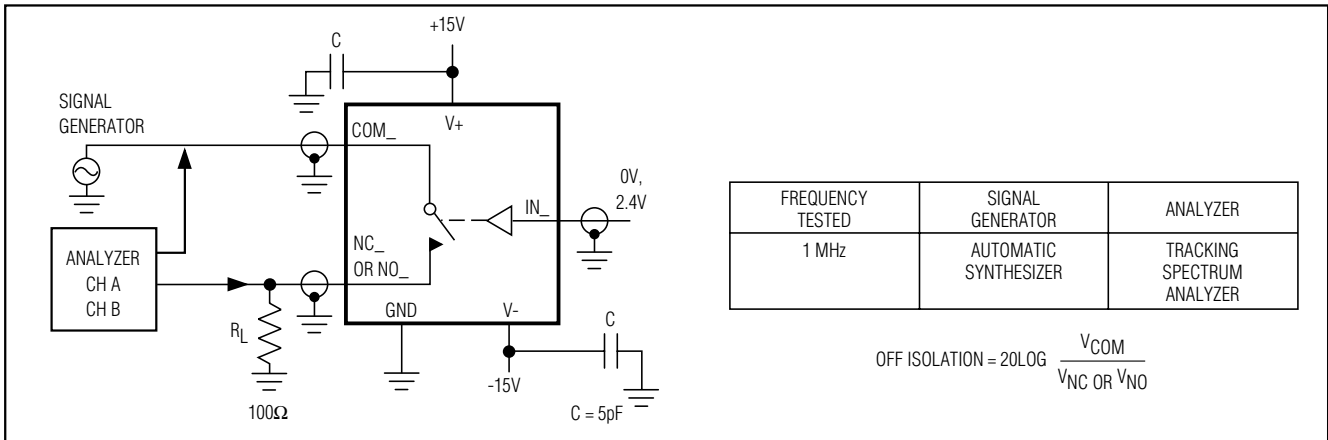 +15V
C
SIGNAL
GENERATOR
COM_
V+
0V,
2.4V
IN_
NC_
OR NO_
ANALYZER
CH A
CH B
R_L
GND
V-
C
-15V
100Ω
C = 5pF
FREQUENCY
TESTED
SIGNAL
GENERATOR
ANALYZER
1 MHz
AUTOMATIC
SYNTHESIZER
TRACKING
SPECTRUM
ANALYZER
OFF ISOLATION = 20LOG V_COM
V_NC OR V_NO